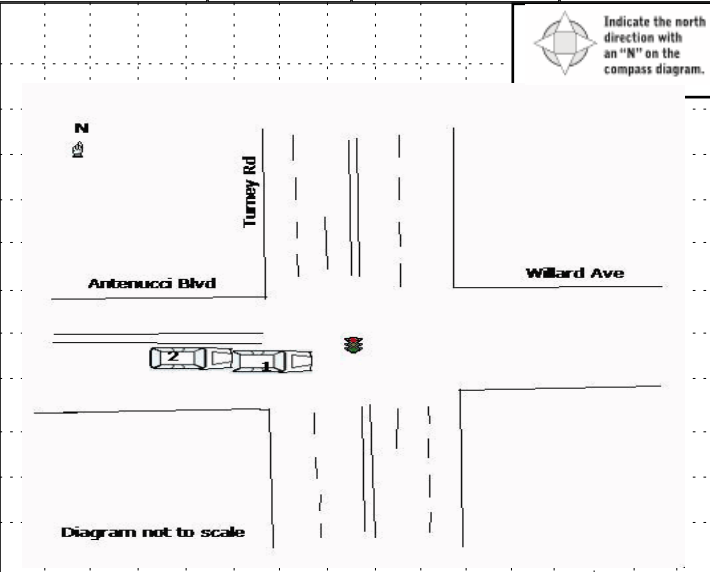 Indicate the north
direction with
an "N" on the
compass diagram.
N
Turney Rd
Antenucci Blvd
Willard Ave
2
1
Diagram not to scale